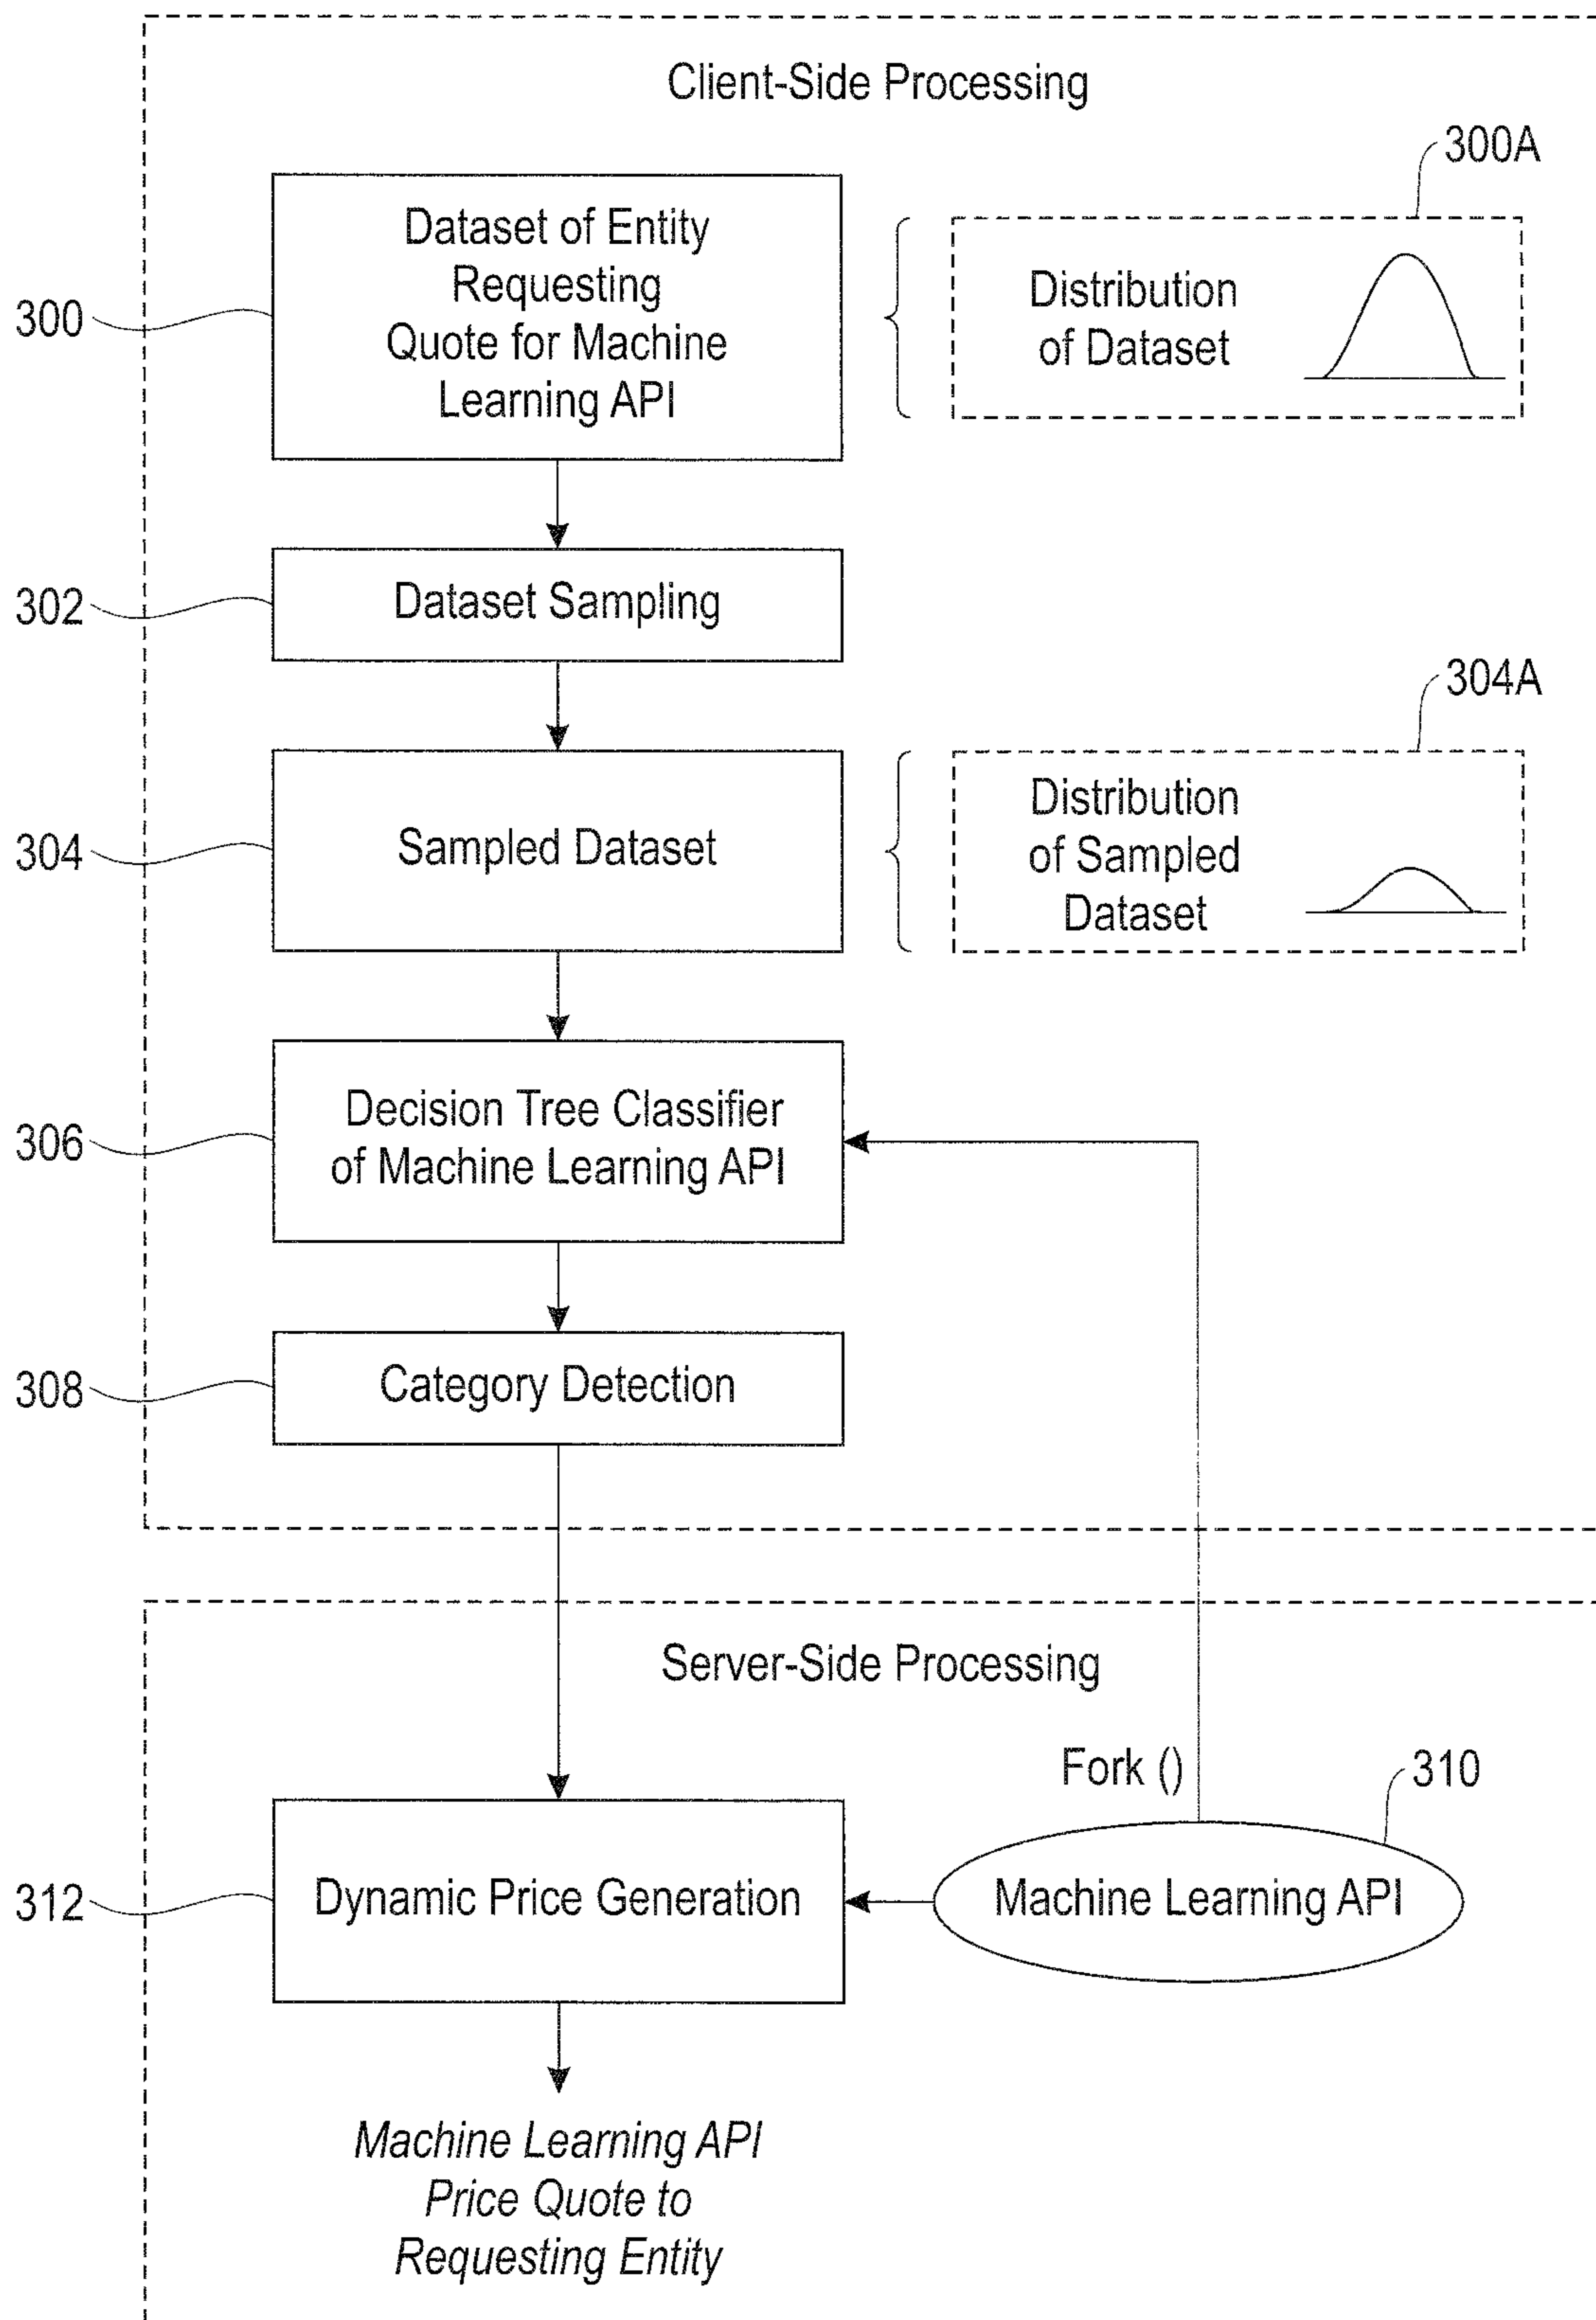 Client-Side Processing
300A
Dataset of Entity
Requesting
Quote for Machine
Learning API
300
Distribution
of Dataset
302
Dataset Sampling
304A
304
Sampled Dataset
Distribution
of Sampled
Dataset
306
Decision Tree Classifier
of Machine Learning API
308
Category Detection
Server-Side Processing
Fork ()
310
312
Dynamic Price Generation
Machine Learning API
Machine Learning API
Price Quote to
Requesting Entity